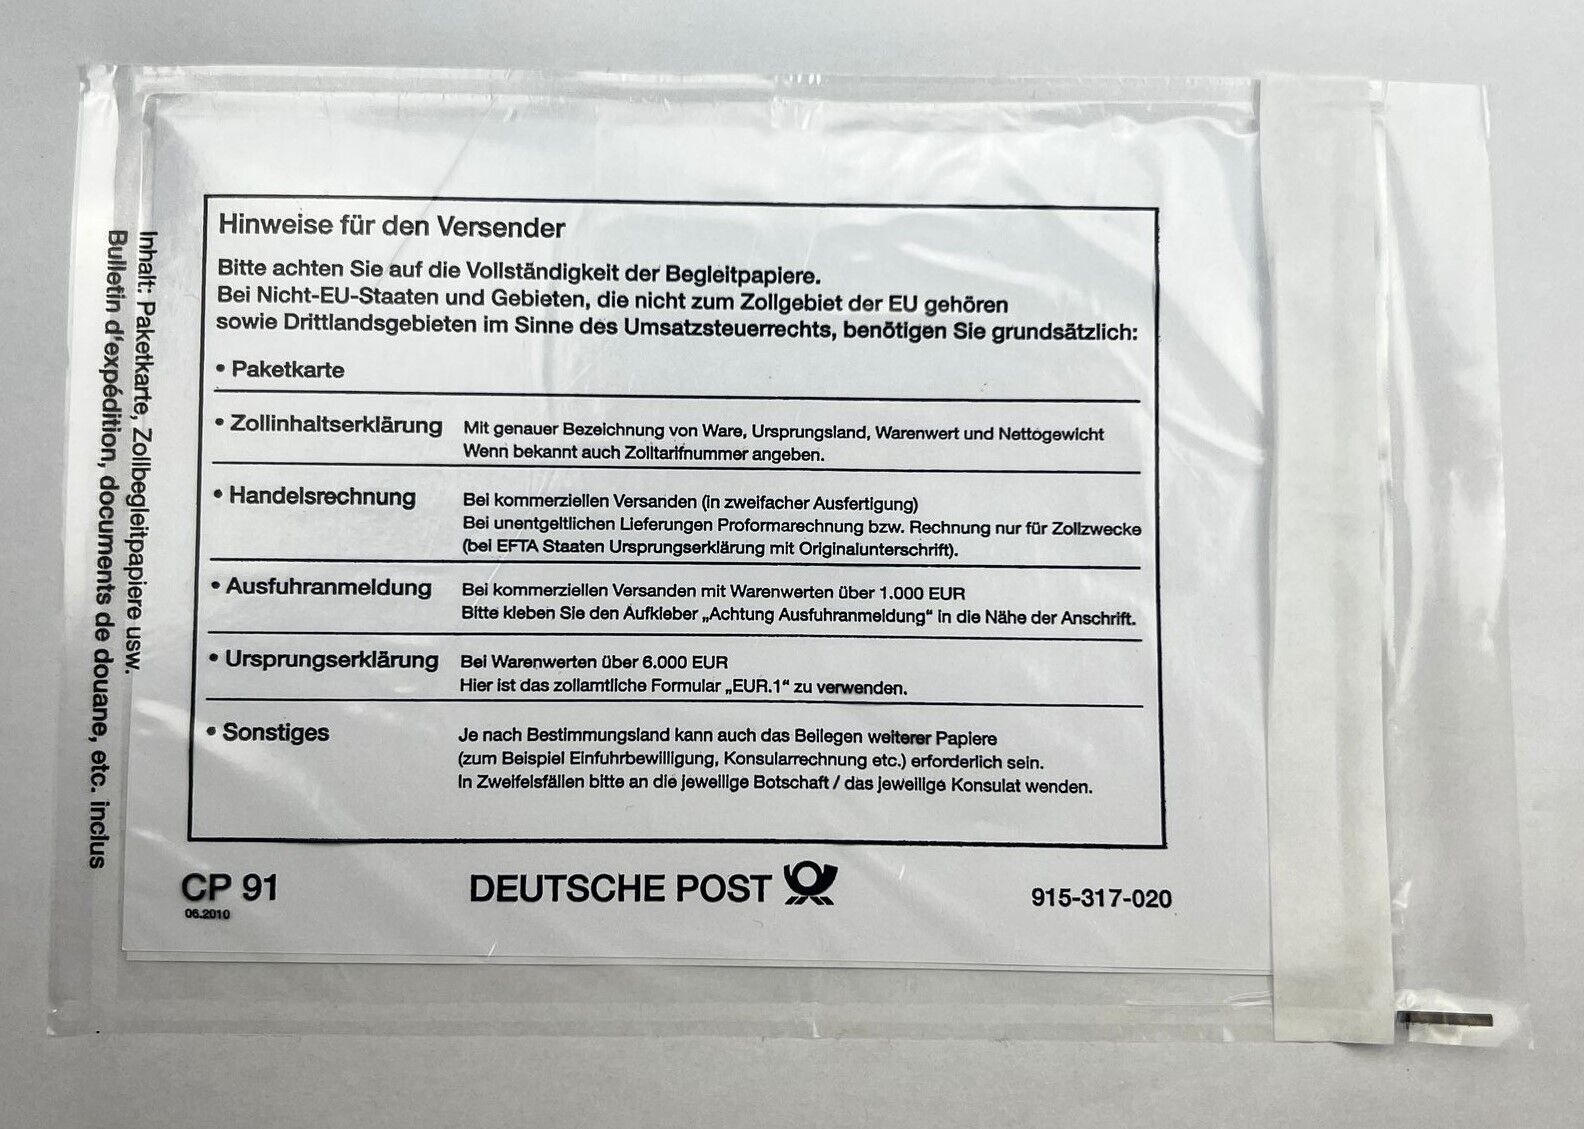 Hinweise für den Versender
Bitte achten Sie auf die Vollständigkeit der Begleitpapiere.
Bei Nicht-EU-Staaten und Gebieten, die nicht zum Zollgebiet der EU gehören
sowie Drittlandsgebieten im Sinne des Umsatzsteuerrechts, benötigen Sie grundsätzlich:
• Paketkarte
• Zollinhaltserklärung Mit genauer Bezeichnung von Ware, Ursprungsland, Warenwert und Nettogewicht
Wenn bekannt auch Zolltarifnummer angeben.
• Handelsrechnung Bei kommerziellen Versanden (in zweifacher Ausfertigung)
Bei unentgeltlichen Lieferungen Proformarechnung bzw. Rechnung nur für Zollzwecke
(bei EFTA Staaten Ursprungserklärung mit Originalunterschrift).
• Ausfuhranmeldung Bei kommerziellen Versanden mit Warenwerten über 1.000 EUR
Bitte kleben Sie den Aufkleber „Achtung Ausfuhranmeldung“ in die Nähe der Anschrift.
• Ursprungserklärung Bei Warenwerten über 6.000 EUR
Hier ist das zollamtliche Formular „EUR.1“ zu verwenden.
• Sonstiges Je nach Bestimmungsland kann auch das Beilegen weiterer Papiere
(zum Beispiel Einfuhrbewilligung, Konsularrechnung etc.) erforderlich sein.
In Zweifelsfällen bitte an die jeweilige Botschaft / das jeweilige Konsulat wenden.
CP 91
06.2010
DEUTSCHE POST
915-317-020
Inhalt: Paketkarte, Zollbegleitpapiere usw.
Bulletin d'expédition, documents de douane, etc. inclus